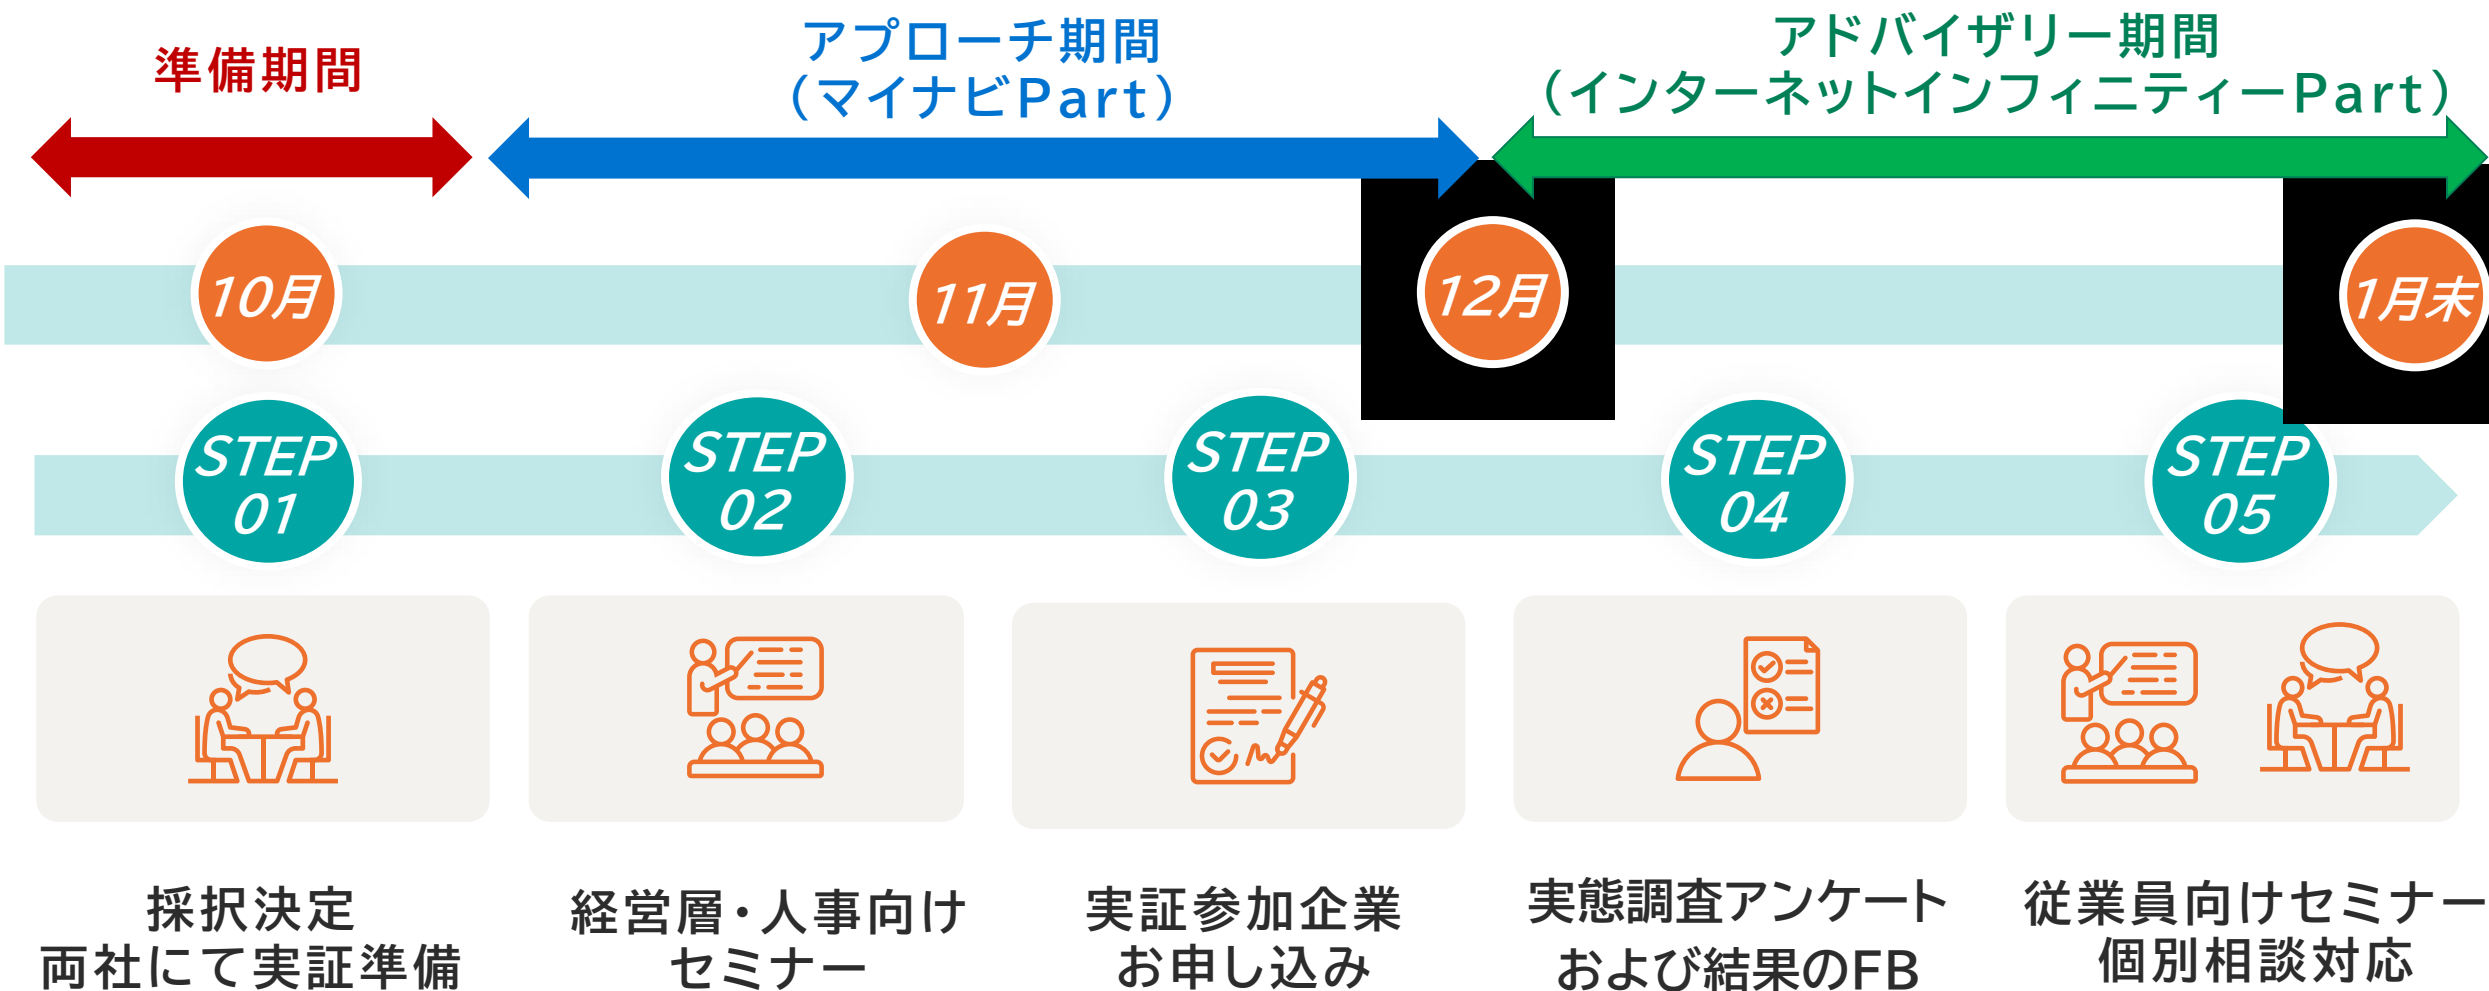 準備期間
アプローチ期間
（マイナビPart）
アドバイザリー期間
（インターネットインフィニティーPart）
10月
11月
12月
1月末
STEP
01
STEP
02
STEP
03
STEP
04
STEP
05
採択決定
両社にて実証準備
経営層・人事向け
セミナー
実証参加企業
お申し込み
実態調査アンケート
および結果のFB
従業員向けセミナー
個別相談対応